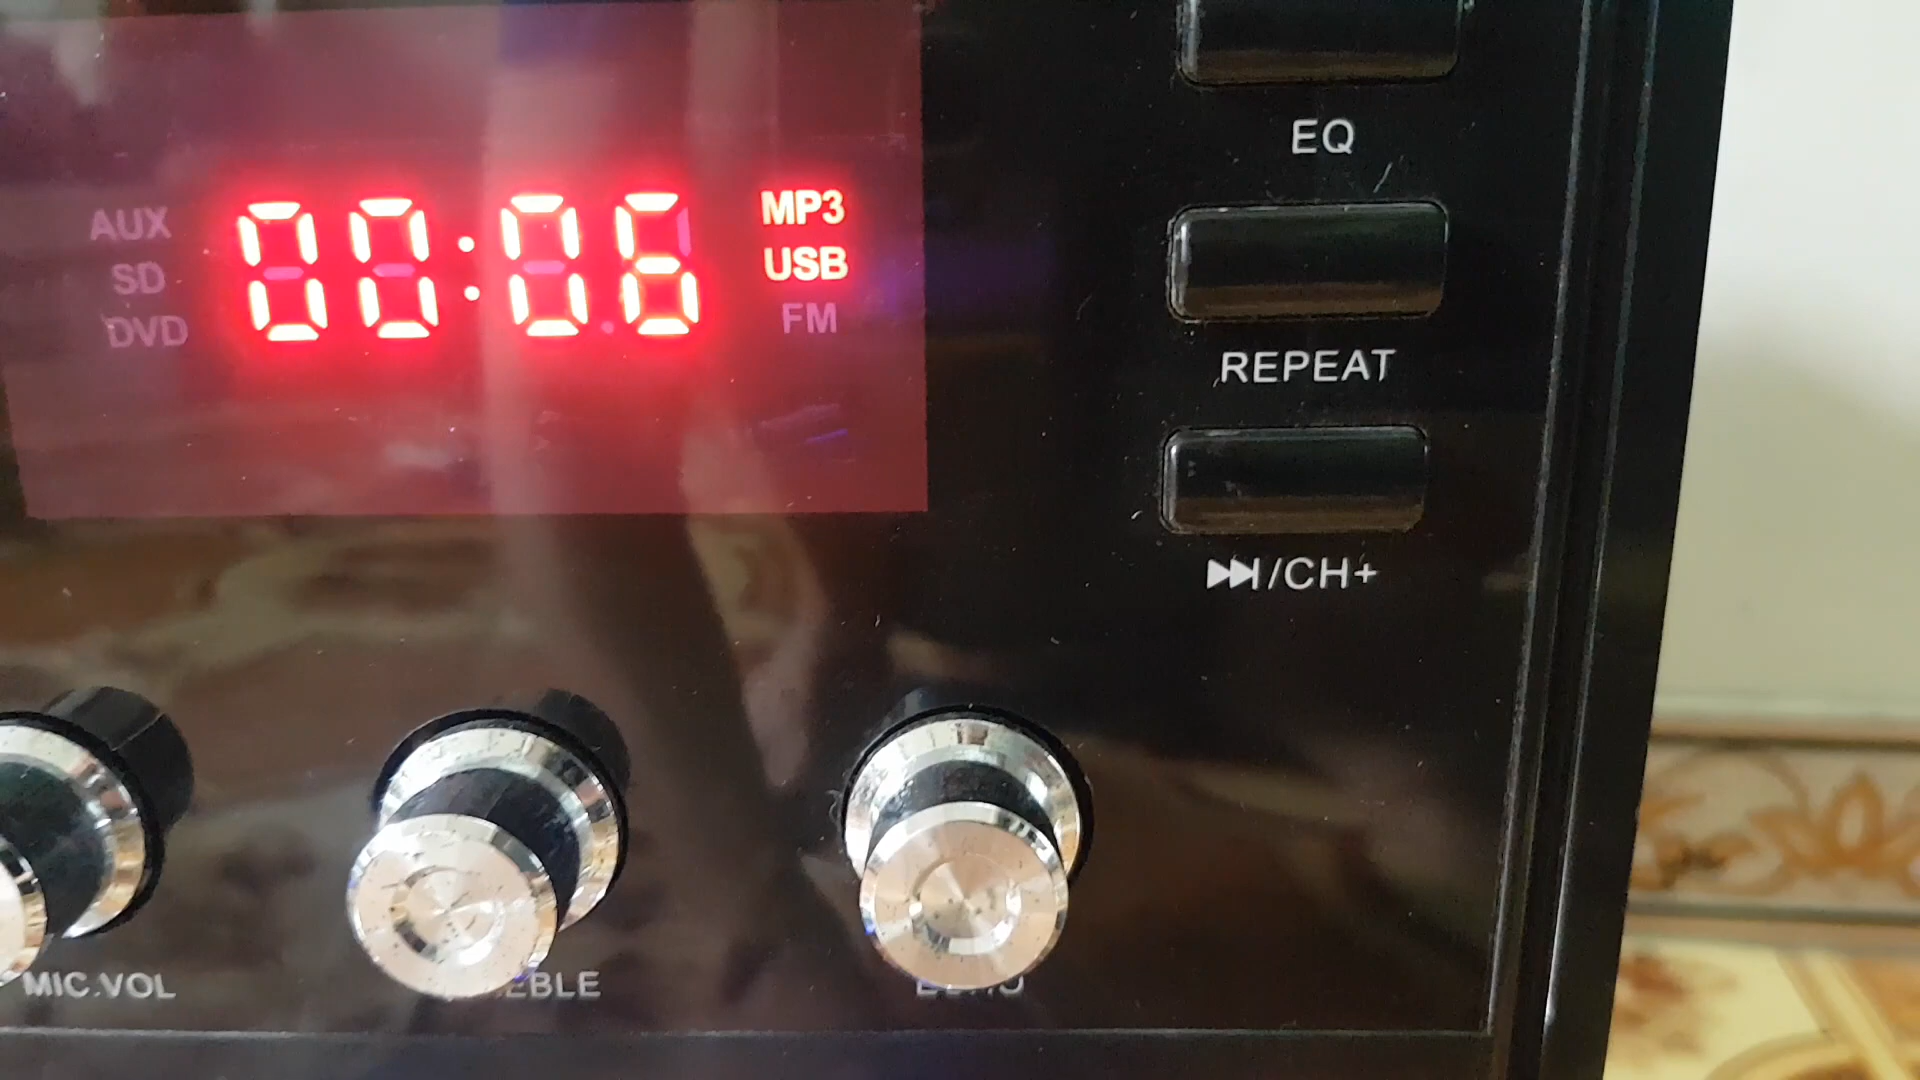 EQ
AUX
SD
DVD
00:06
MP3
USB
FM
REPEAT
/CH+
MIC.VOL